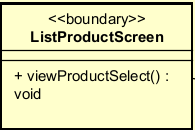 <<boundary>>
ListProductScreen
+ viewProductSelect() :
void